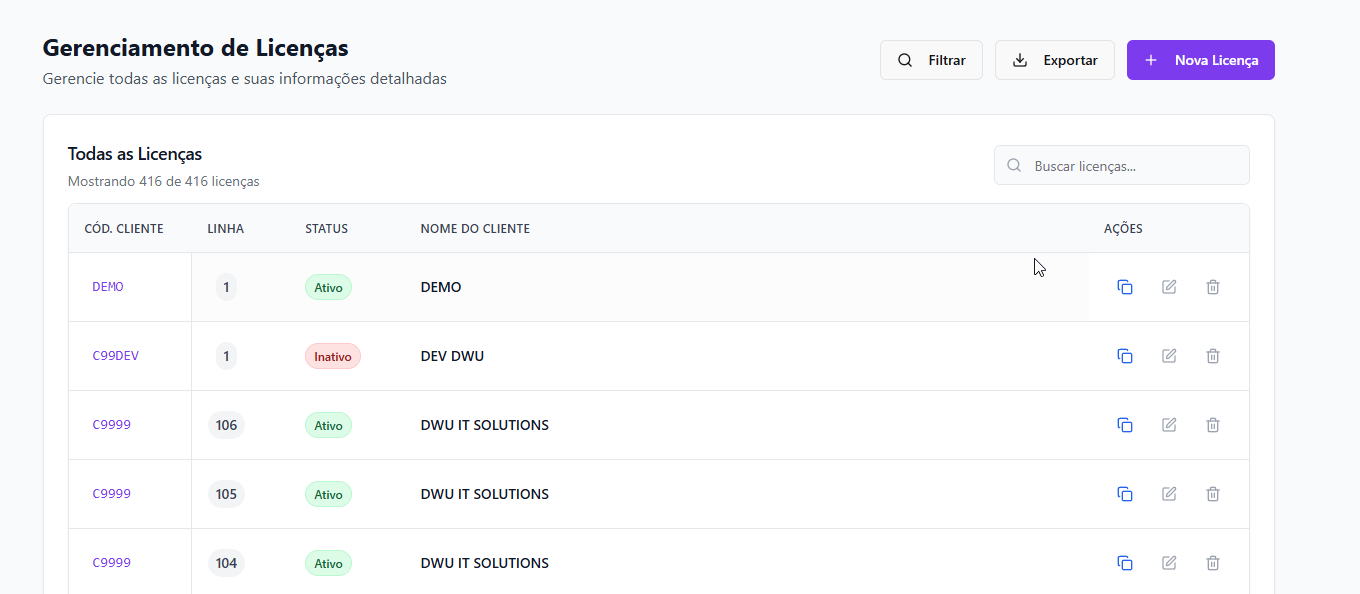 Gerenciamento de Licenças
Gerencie todas as licenças e suas informações detalhadas
Filtrar
Exportar
Nova Licença
Todas as Licenças
Mostrando 416 de 416 licenças
Buscar licenças...
CÓD. CLIENTE LINHA STATUS NOME DO CLIENTE AÇÕES
DEMO 1 Ativo DEMO
C99DEV 1 Inativo DEV DWU
C9999 106 Ativo DWU IT SOLUTIONS
C9999 105 Ativo DWU IT SOLUTIONS
C9999 104 Ativo DWU IT SOLUTIONS